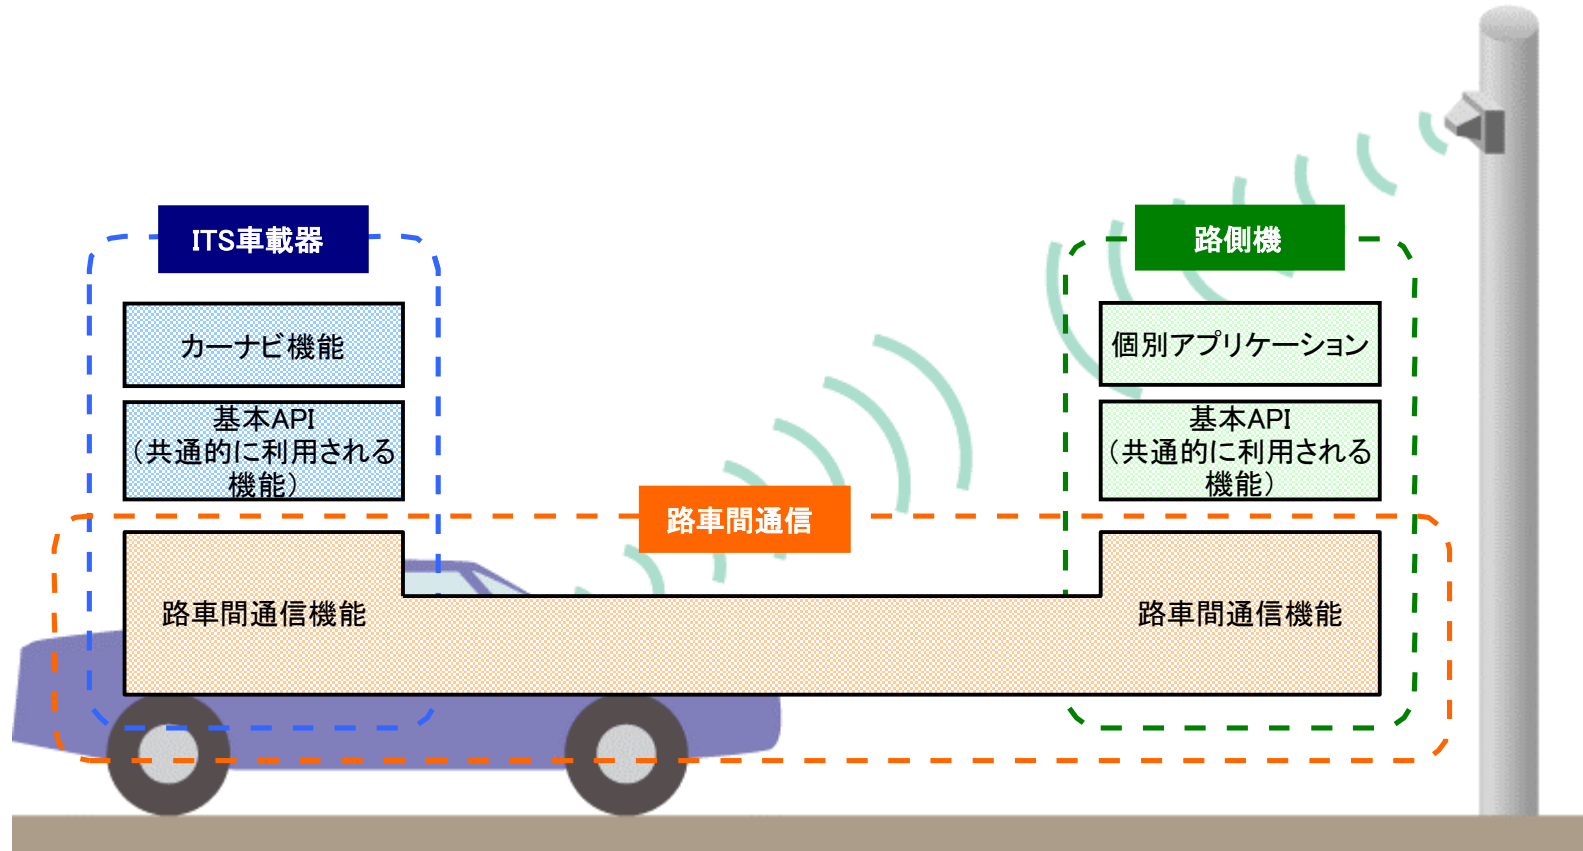 ITS車載器
カーナビ機能
基本API
（共通的に利用される
機能）
路側機
個別アプリケーション
基本API
（共通的に利用される
機能）
路車間通信
路車間通信機能
路車間通信機能